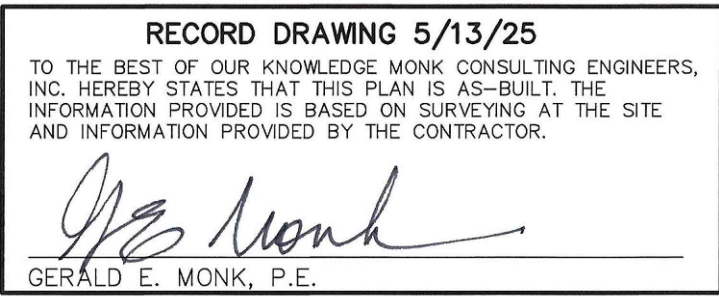 RECORD DRAWING 5/13/25
TO THE BEST OF OUR KNOWLEDGE MONK CONSULTING ENGINEERS,
INC. HEREBY STATES THAT THIS PLAN IS AS-BUILT. THE
INFORMATION PROVIDED IS BASED ON SURVEYING AT THE SITE
AND INFORMATION PROVIDED BY THE CONTRACTOR.
GE Monk
GERALD E. MONK, P.E.